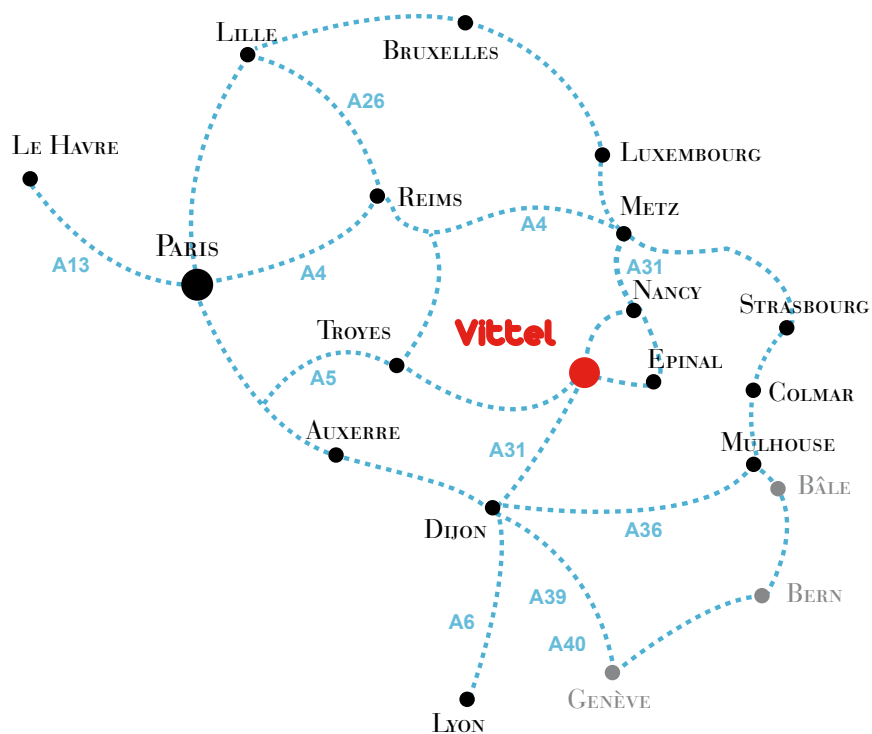 Lille
Bruxelles
A26
Le Havre
Luxembourg
Reims
Metz
A4
Paris
A13
A4
A31
Nancy
Strasbourg
Troyes
Vittel
Epinal
A5
Colmar
Auxerre
Mulhouse
A31
Bâle
Dijon
A36
A39
Bern
A6
A40
Genève
Lyon